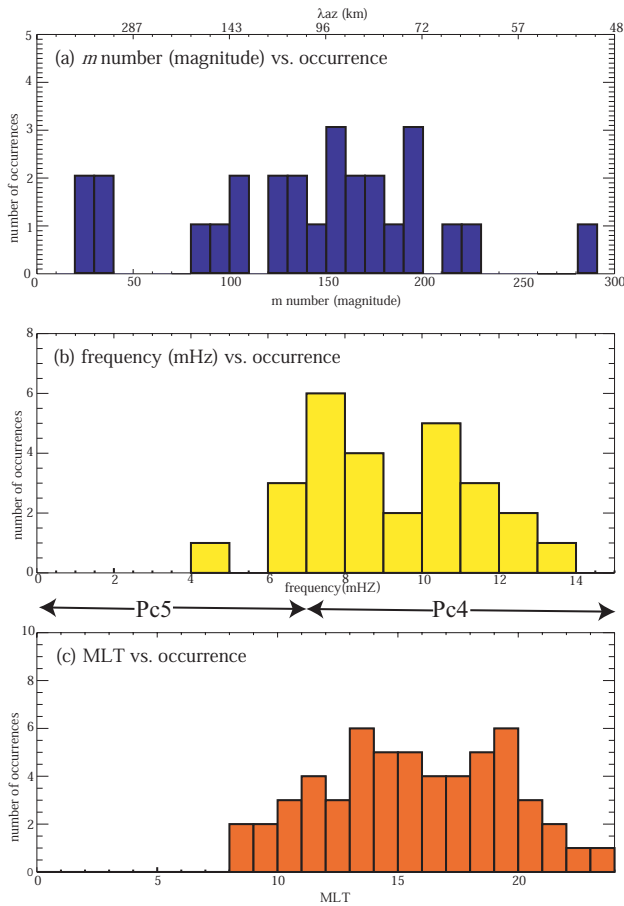 λaz (km)
287 143 96 72 57 48
(a) m number (magnitude) vs. occurrence
number of occurrences
5
4
3
2
1
0
0 50 100 150 200 250 300
m number (magnitude)
(b) frequency (mHz) vs. occurrence
number of occurrences
8
6
4
2
0
0 2 4 6 8 10 12 14
frequency(mHZ)
Pc5 Pc4
(c) MLT vs. occurrence
number of occurrences
10
8
6
4
2
0
0 5 10 15 20
MLT